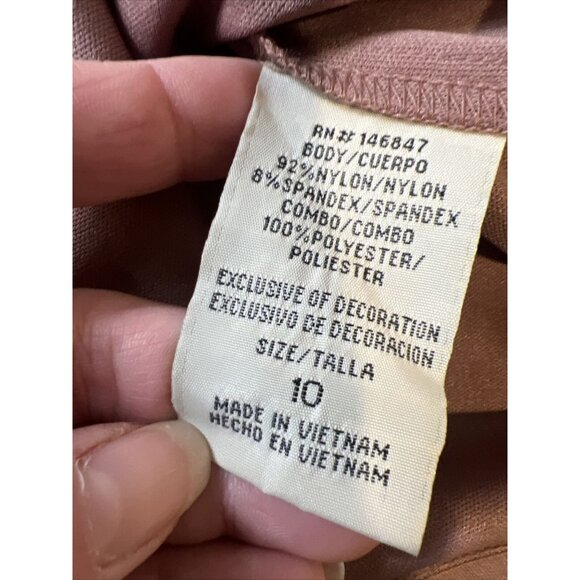 RN# 146847
BODY/CUERPO
92%NYLON/NYLON
8%SPANDEX/SPANDEX
COMBO/COMBO
100%POLYESTER/
POLIESTER
EXCLUSIVE OF DECORATION
EXCLUSIVO DE DECORACION
SIZE/TALLA
10
MADE IN VIETNAM
HECHO EN VIETNAM